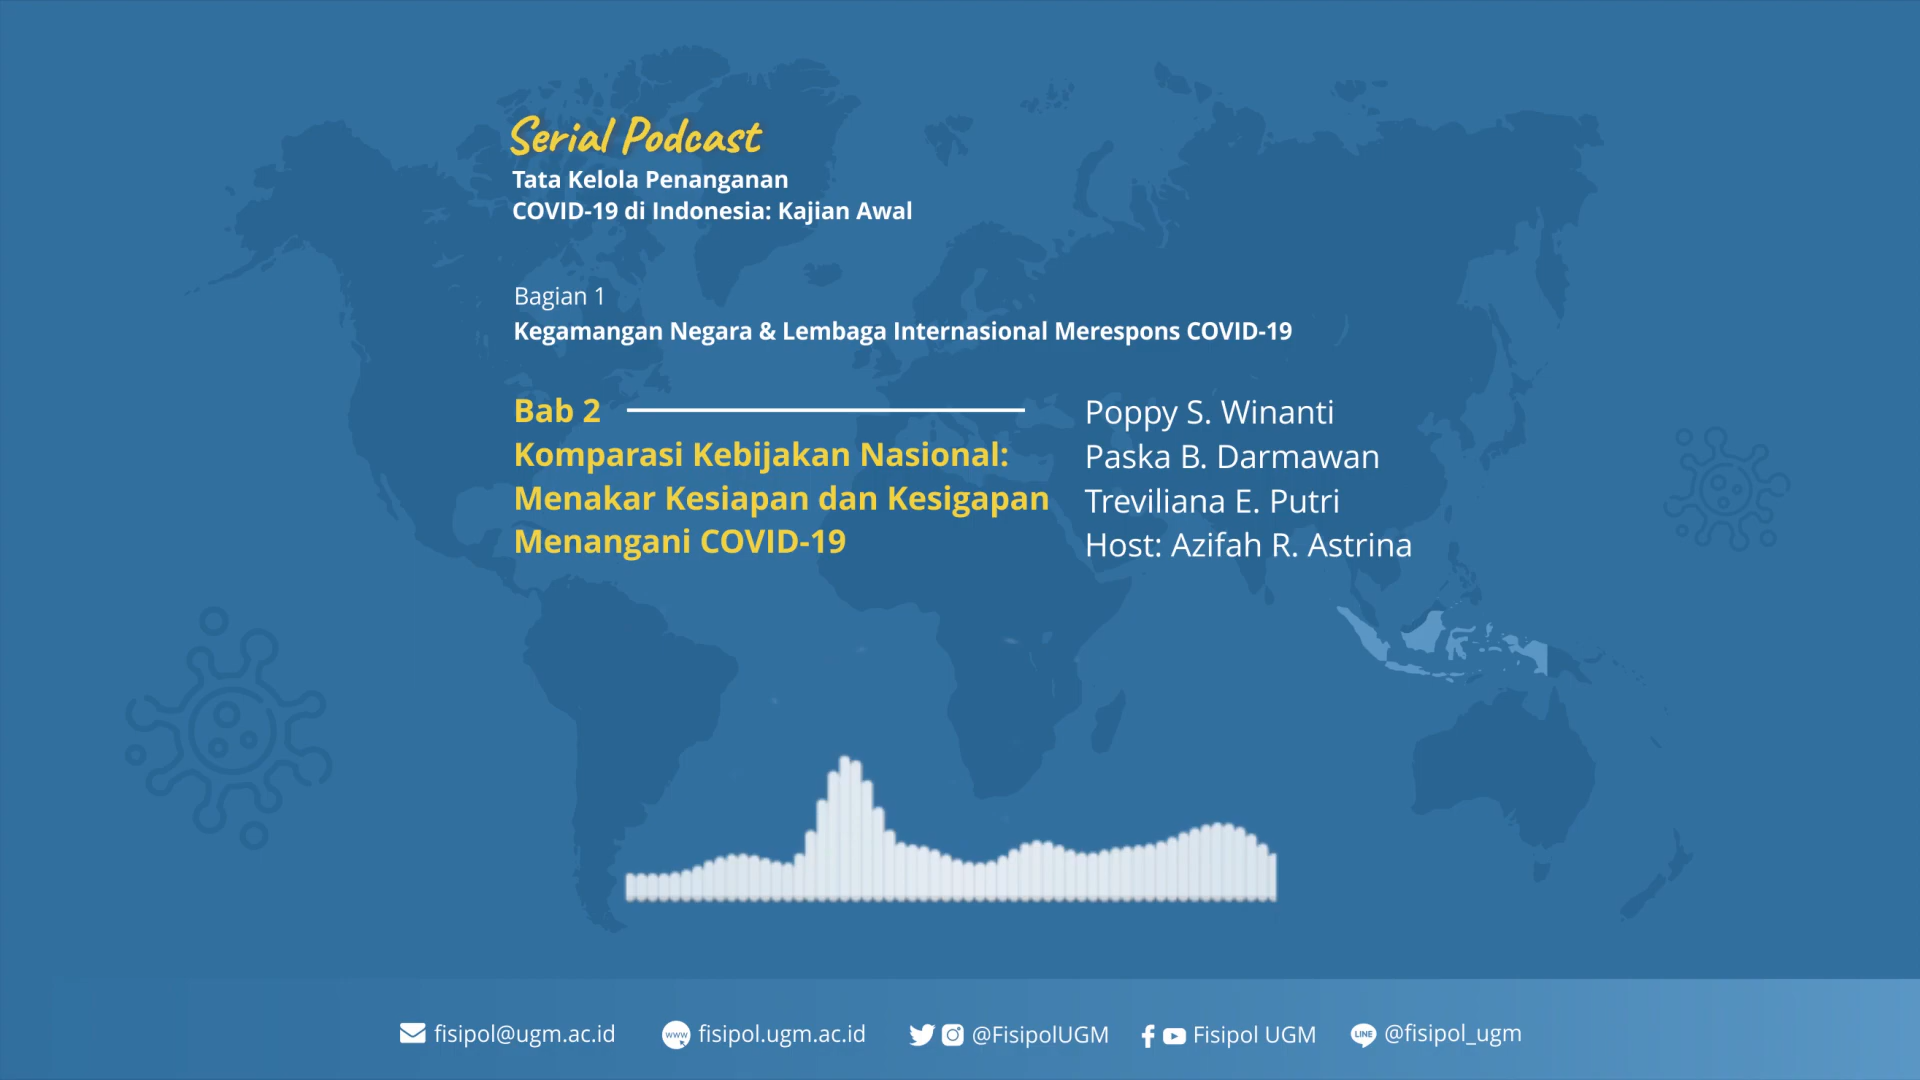 Serial Podcast
Tata Kelola Penanganan
COVID-19 di Indonesia: Kajian Awal
Bagian 1
Kegamangan Negara & Lembaga Internasional Merespons COVID-19
Bab 2
Komparasi Kebijakan Nasional:
Menakar Kesiapan dan Kesigapan
Menangani COVID-19
Poppy S. Winanti
Paska B. Darmawan
Treviliana E. Putri
Host: Azifah R. Astrina
fisipol@ugm.ac.id
www fisipol.ugm.ac.id
@FisipolUGM
Fisipol UGM
LINE @fisipol_ugm